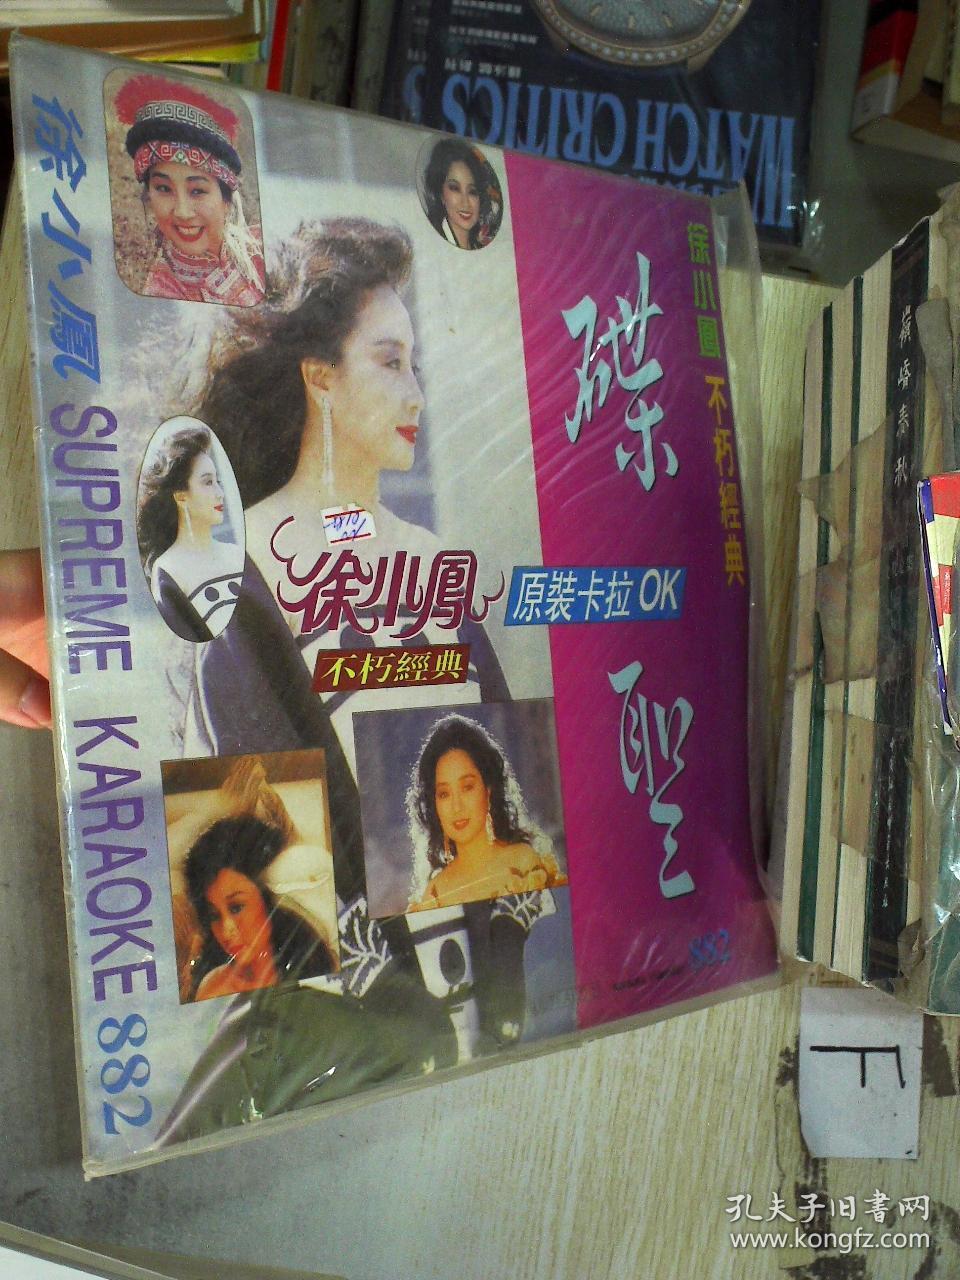 徐小鳳 SUPREME KARAOKE 882
碟聖
徐小鳳 不朽經典
徐小鳳
原裝卡拉OK
不朽經典
882
WATCH CRITICS
F
孔夫子旧书网
www.kongfz.com